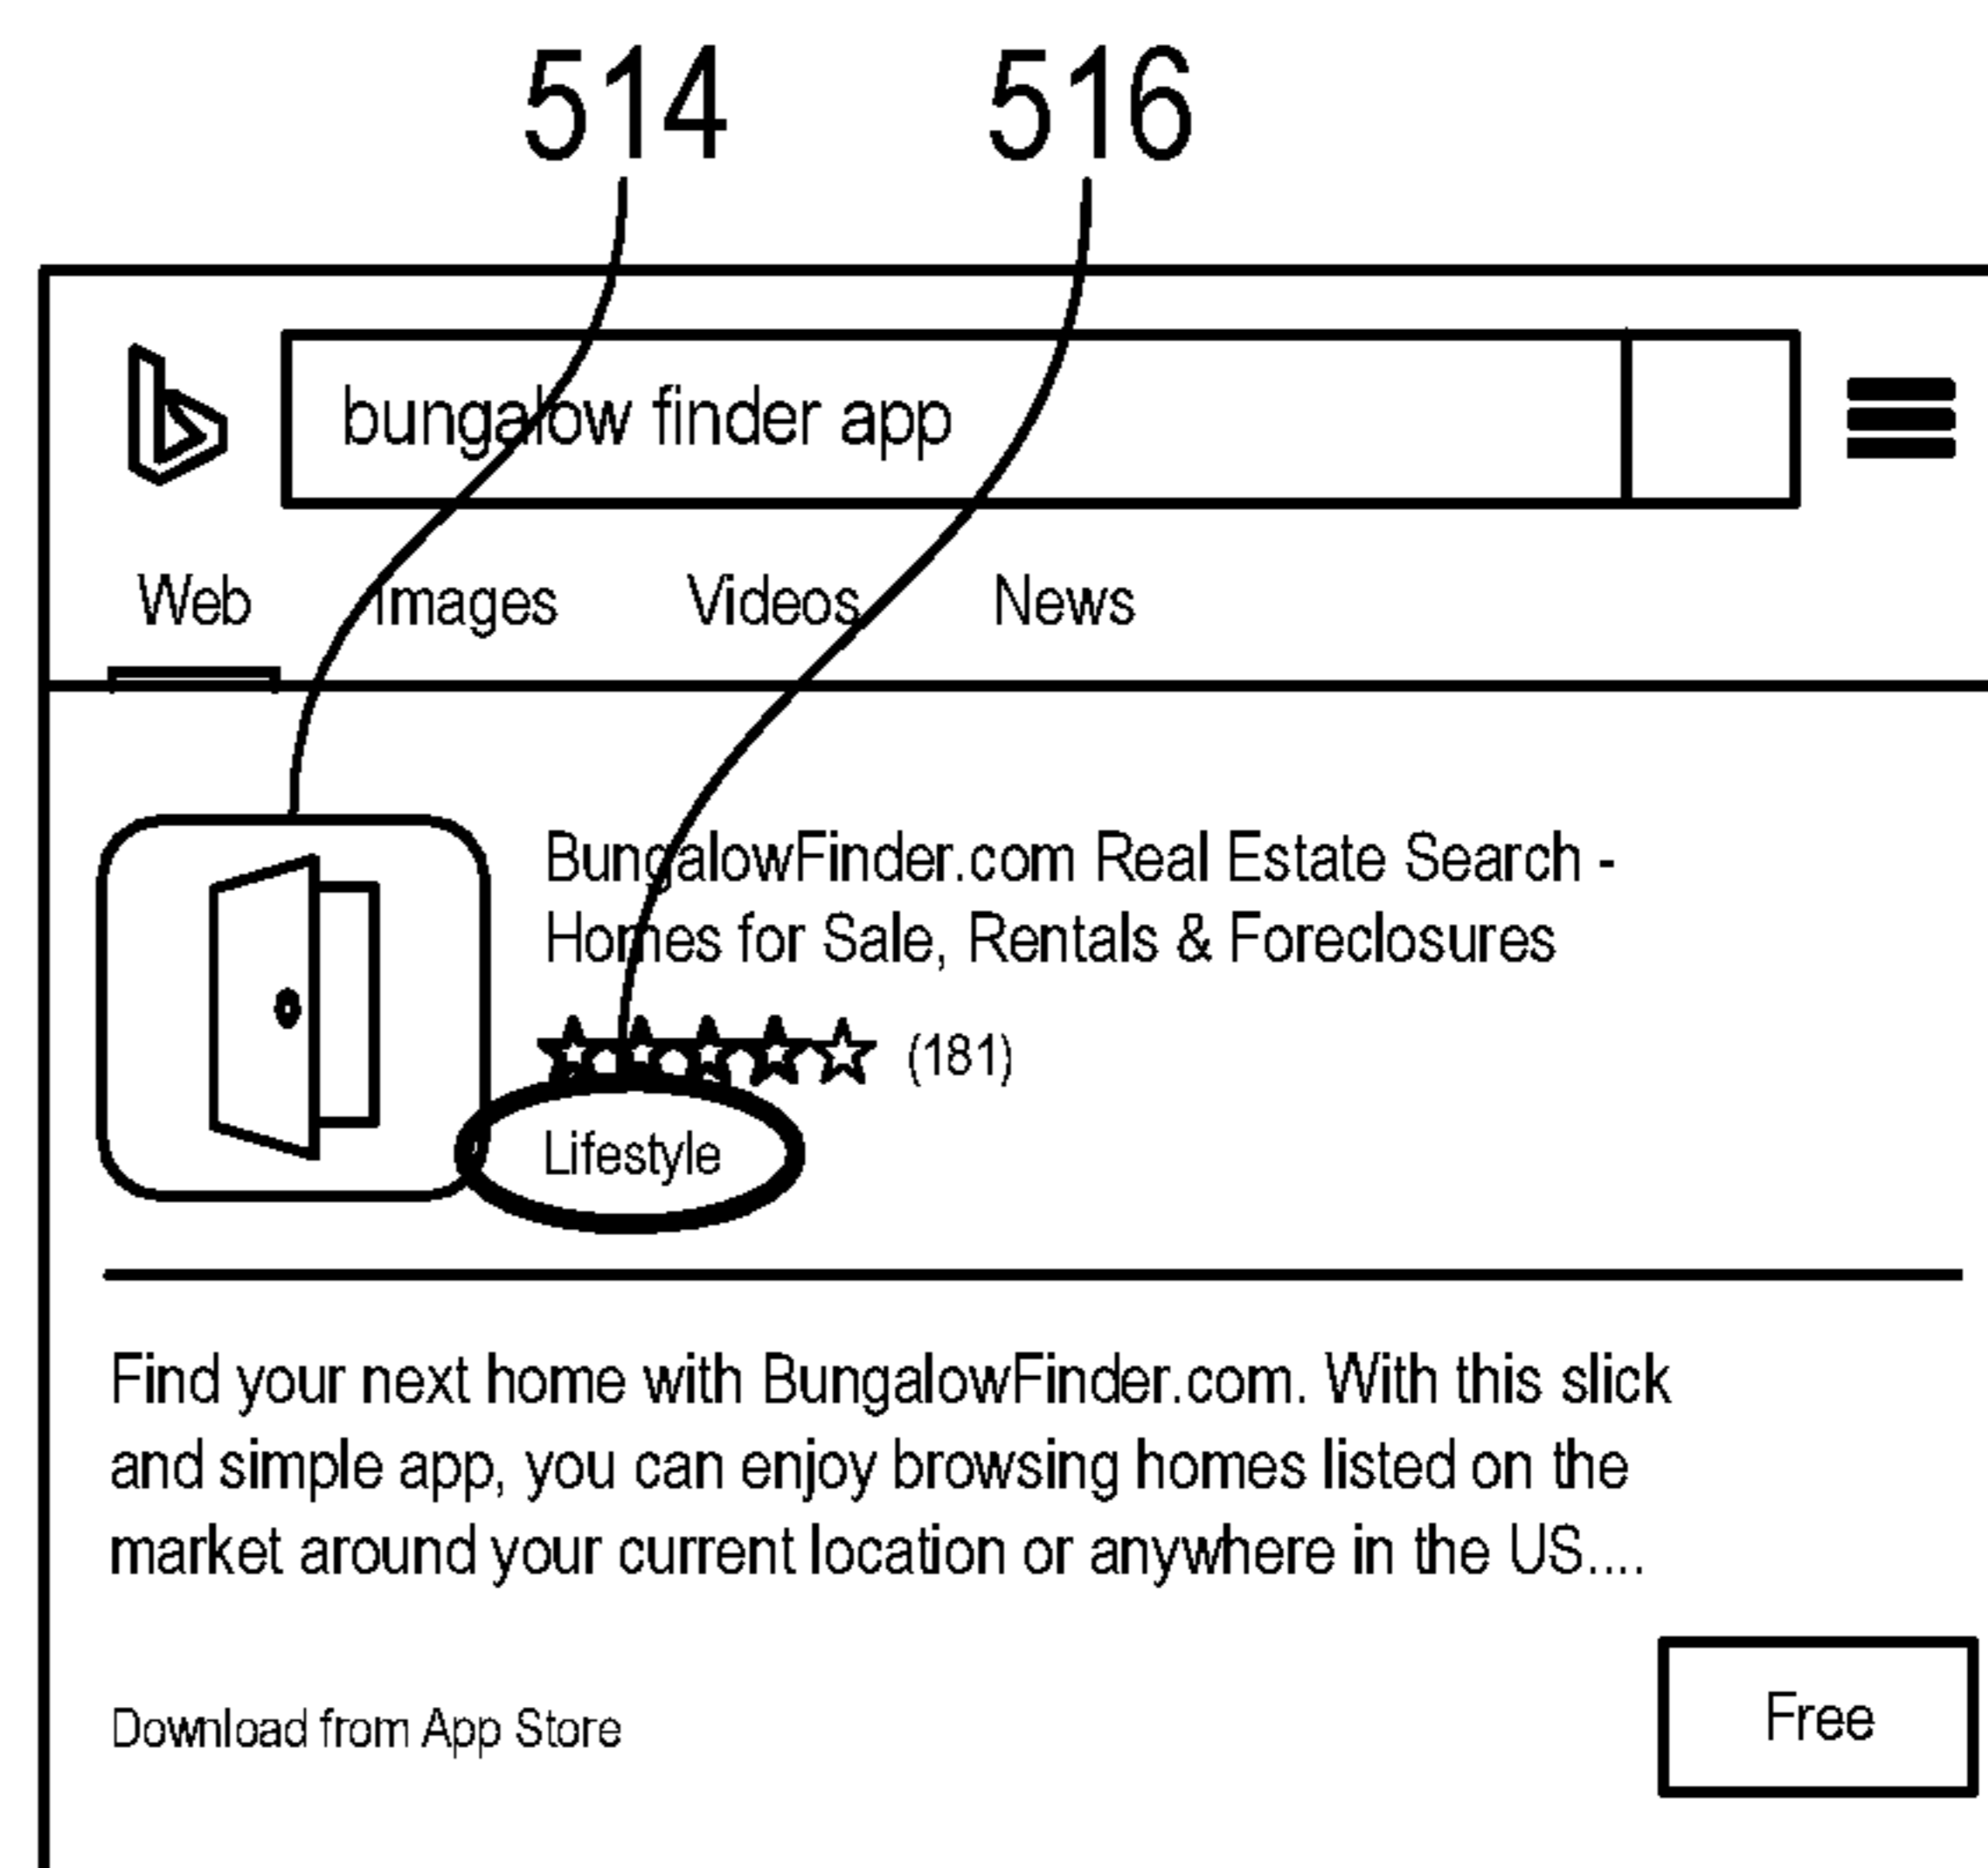 514 516
bungalow finder app
Web Images Videos News
BungalowFinder.com Real Estate Search -
Homes for Sale, Rentals & Foreclosures
(181)
Lifestyle
Find your next home with BungalowFinder.com. With this slick
and simple app, you can enjoy browsing homes listed on the
market around your current location or anywhere in the US....
Free
Download from App Store